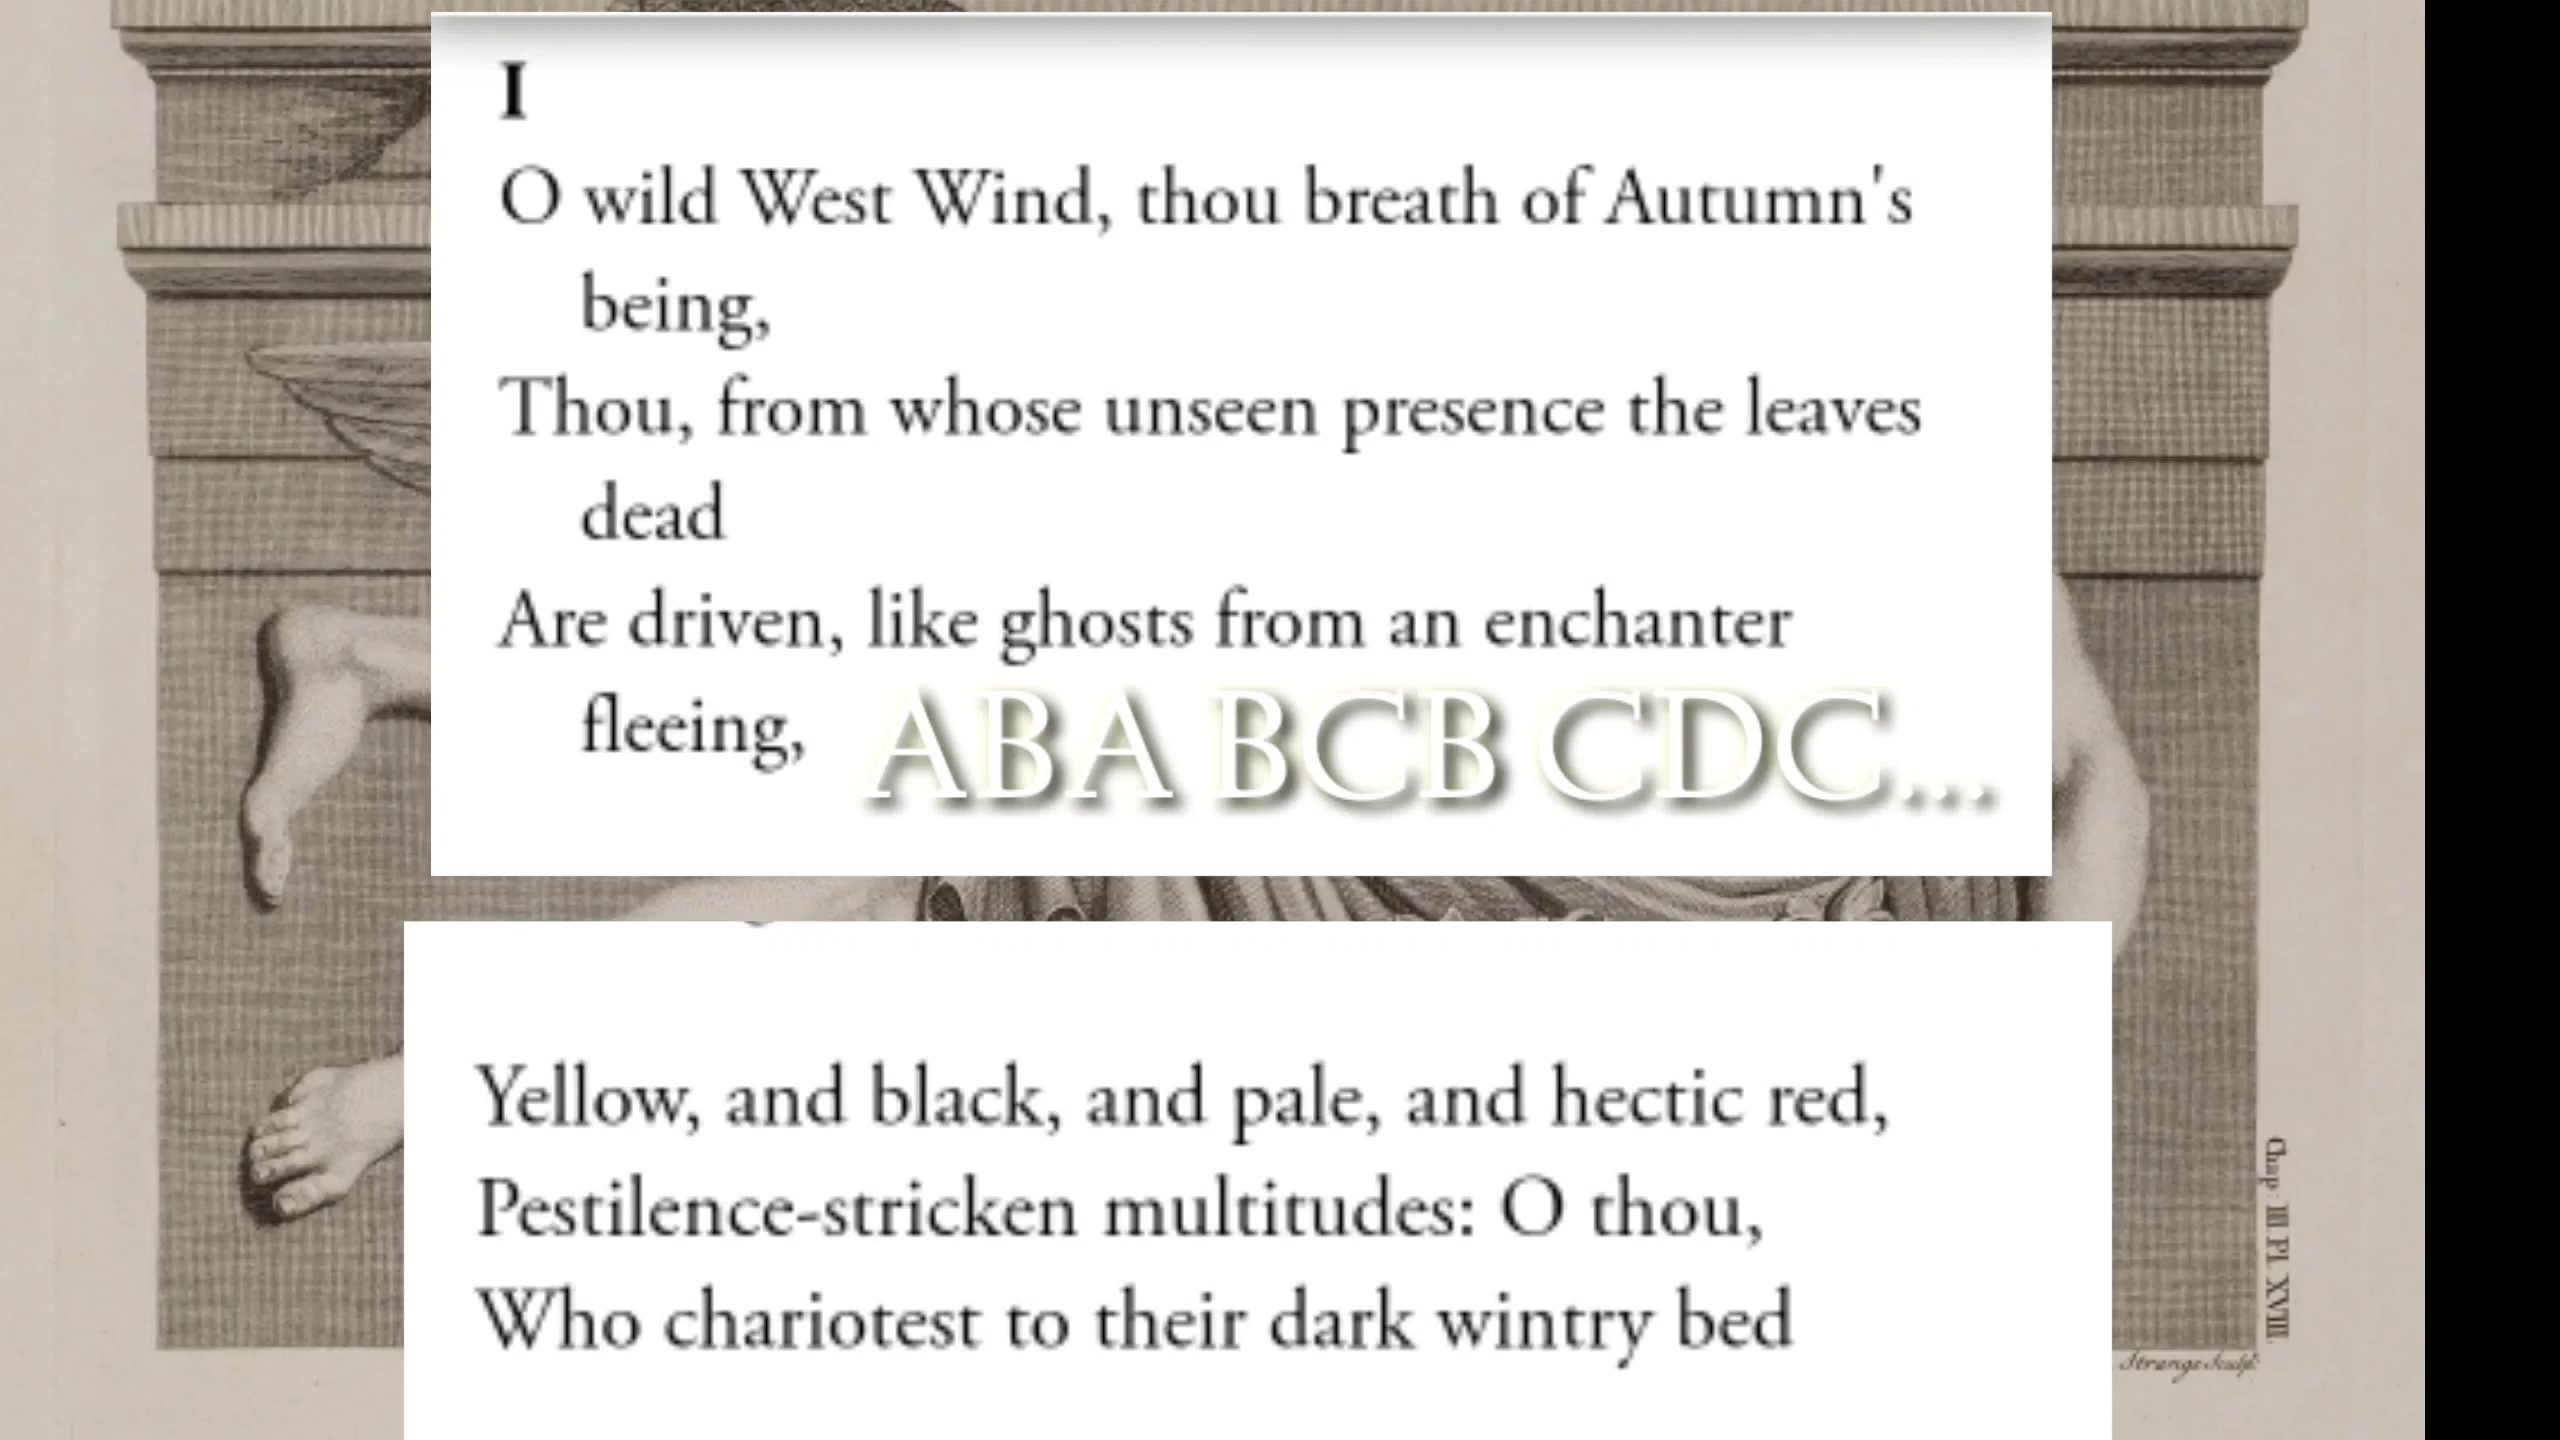 I
O wild West Wind, thou breath of Autumn's
being,
Thou, from whose unseen presence the leaves
dead
Are driven, like ghosts from an enchanter
fleeing,
ABA BCB CDC...
Yellow, and black, and pale, and hectic red,
Pestilence-stricken multitudes: O thou,
Who chariotest to their dark wintry bed
Chap. III Pl. XVIII.
Strange Sculpt.